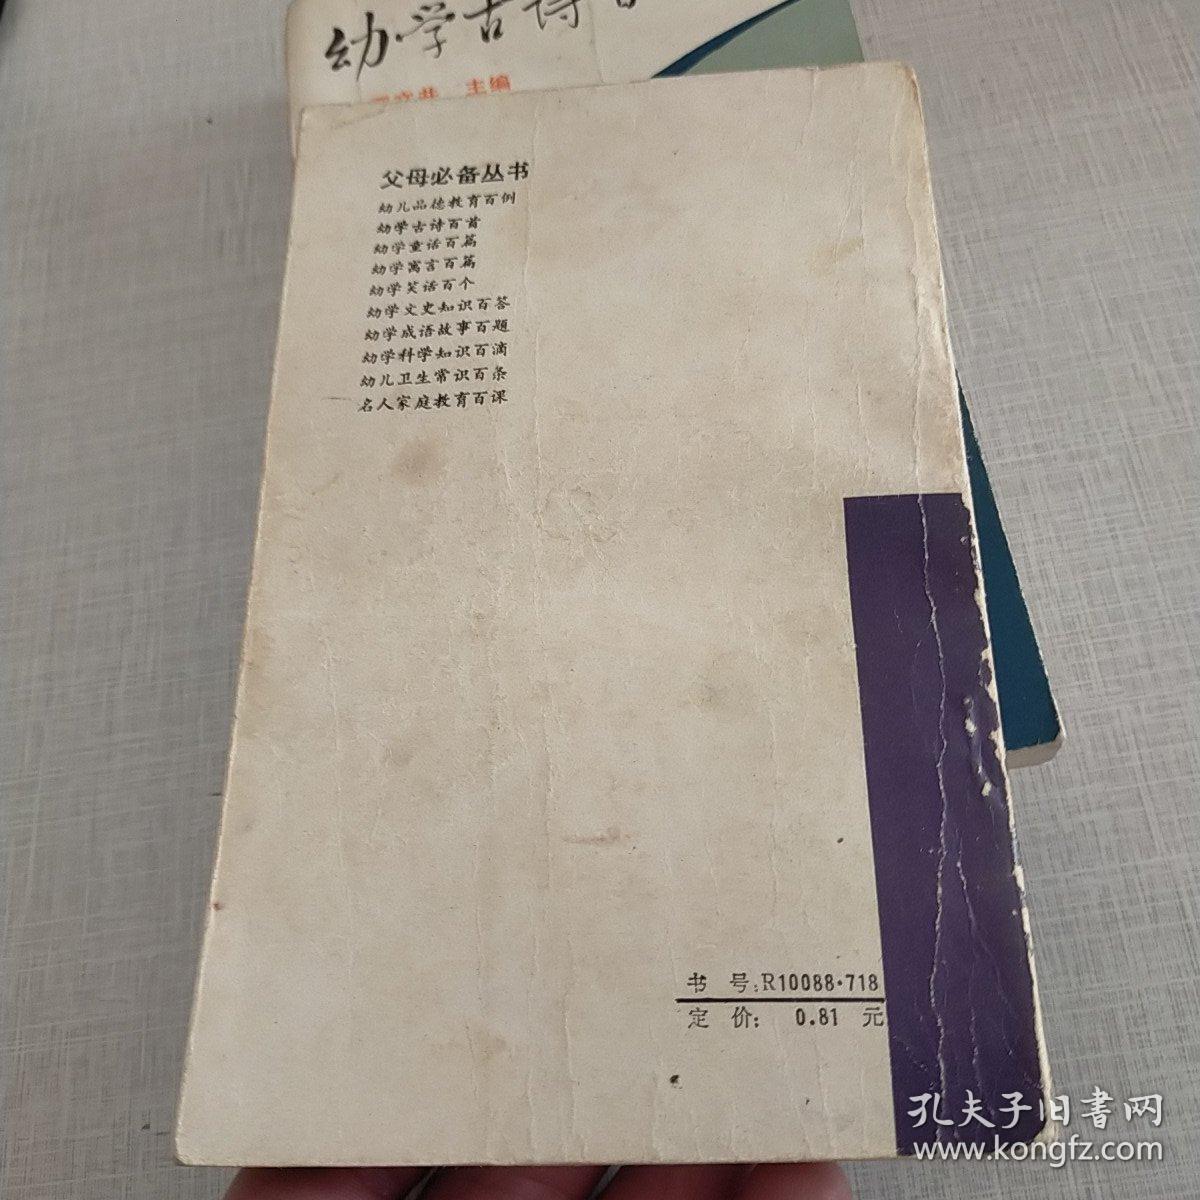 幼学古诗
主编
父母必备丛书
幼儿品德教育百例
幼学古诗百首
幼学童话百篇
幼学寓言百篇
幼学笑话百个
幼学文史知识百答
幼学成语故事百题
幼学科学知识百滴
幼儿卫生常识百条
名人家庭教育百课
书 号:R10088·718
定 价: 0.81 元
孔夫子旧書网
www.kongfz.com